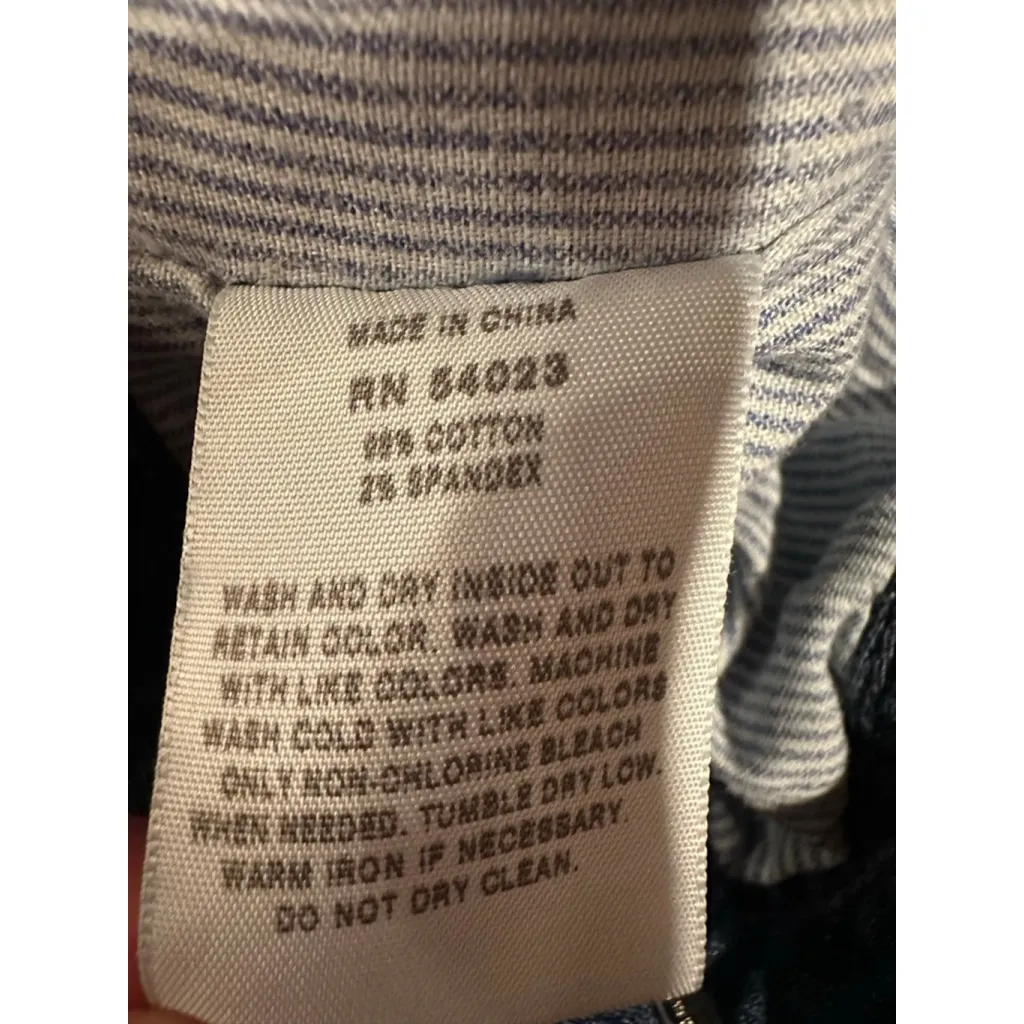 MADE IN CHINA
RN 54023
98% COTTON
2% SPANDEX
WASH AND DRY INSIDE OUT TO
RETAIN COLOR. WASH AND DRY
WITH LIKE COLORS. MACHINE
WASH COLD WITH LIKE COLORS
ONLY NON-CHLORINE BLEACH
WHEN NEEDED. TUMBLE DRY LOW.
WARM IRON IF NECESSARY
DO NOT DRY CLEAN.